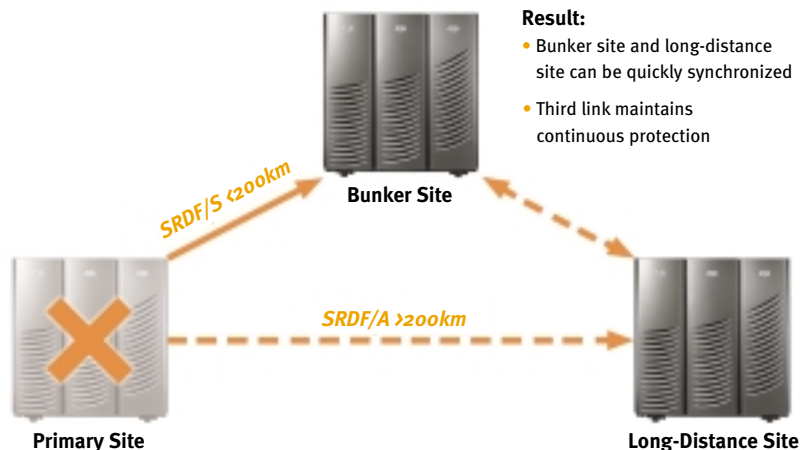 Result:
• Bunker site and long-distance
site can be quickly synchronized
• Third link maintains
continuous protection
Bunker Site
SRDF/S <200km
SRDF/A >200km
Primary Site
Long-Distance Site